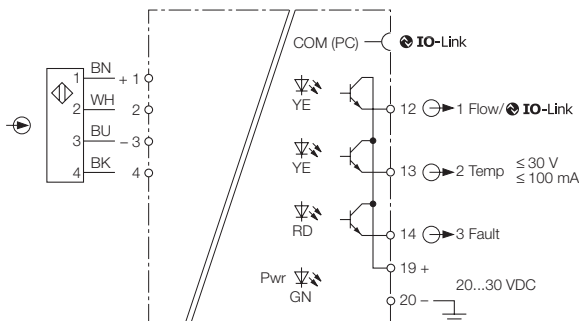 COM (PC) IO-Link
1 BN + 1
YE
12 1 Flow/ IO-Link
2 WH 2
3 BU – 3
YE
13 2 Temp ≤ 30 V
≤ 100 mA
4 BK 4
RD
14 3 Fault
19 +
Pwr
GN
20...30 VDC
20 –